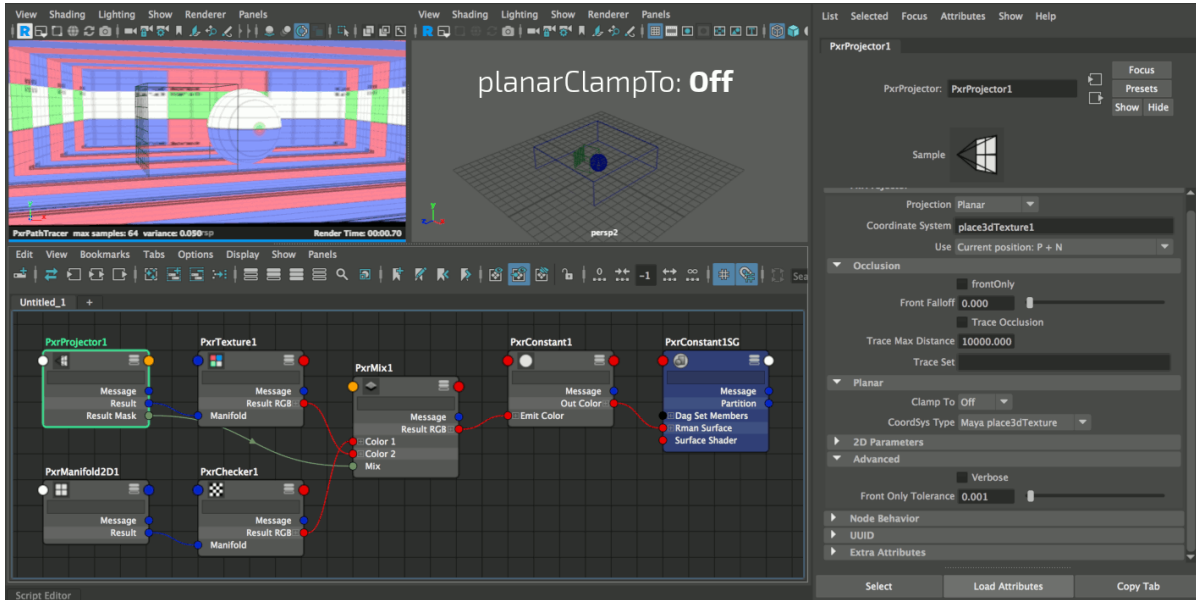 View Shading Lighting Show Renderer Panels
View Shading Lighting Show Renderer Panels
List Selected Focus Attributes Show Help
planarClampTo: Off
PxrProjector1
PxrProjector: PxrProjector1
Focus
Presets
Show Hide
Sample
Projection Planar
Coordinate System place3dTexture1
Use Current position: P + N
Occlusion
frontOnly
Front Falloff 0.000
Trace Occlusion
Trace Max Distance 10000.000
Trace Set
Planar
Clamp To Off
CoordSys Type Maya place3dTexture
2D Parameters
Advanced
Verbose
Front Only Tolerance 0.001
Node Behavior
UUID
Extra Attributes
Select Load Attributes Copy Tab
PxrPathTracer max samples: 64 variance: 0.050
Render Time: 00:00.70
persp2
Edit View Bookmarks Tabs Options Display Show Panels
-1
Untitled_1 +
PxrProjector1
Message
Result
Result Mask
PxrTexture1
Message
Result RGB
Manifold
PxrMix1
Message
Result RGB
Color 1
Color 2
Mix
PxrConstant1
Message
Out Color
Emit Color
PxrConstant1SG
Message
Partition
Dag Set Members
Rman Surface
Surface Shader
PxrManifold2D1
Message
Result
PxrChecker1
Message
Result RGB
Manifold
Script Editor